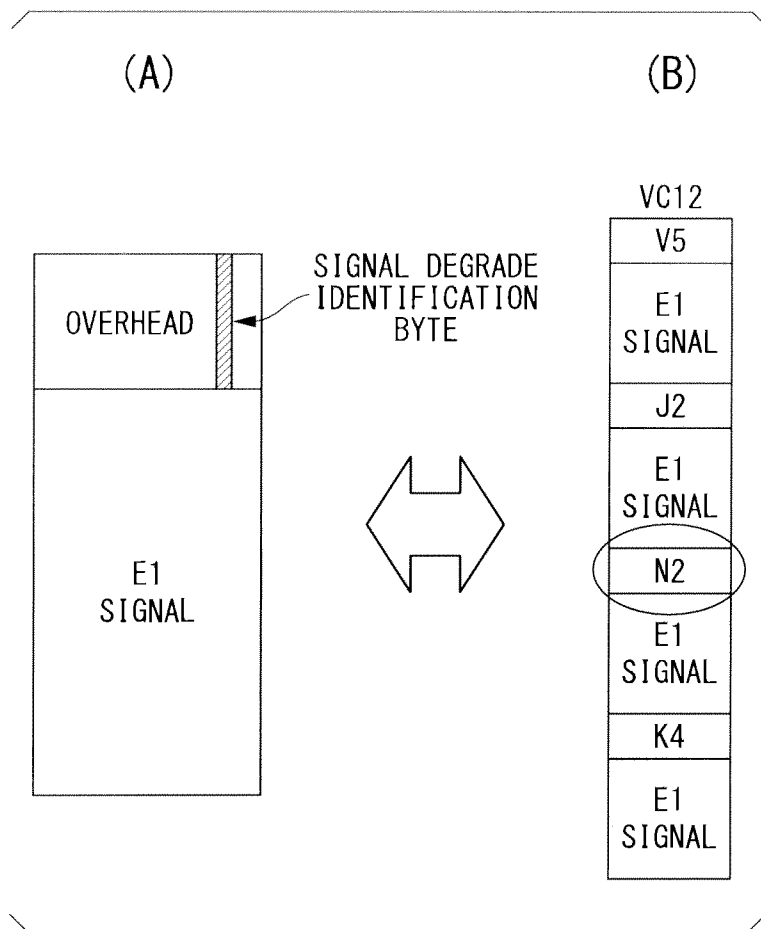 (A)
OVERHEAD
SIGNAL DEGRADE
IDENTIFICATION
BYTE
E1
SIGNAL
(B)
VC12
V5
E1
SIGNAL
J2
E1
SIGNAL
N2
E1
SIGNAL
K4
E1
SIGNAL